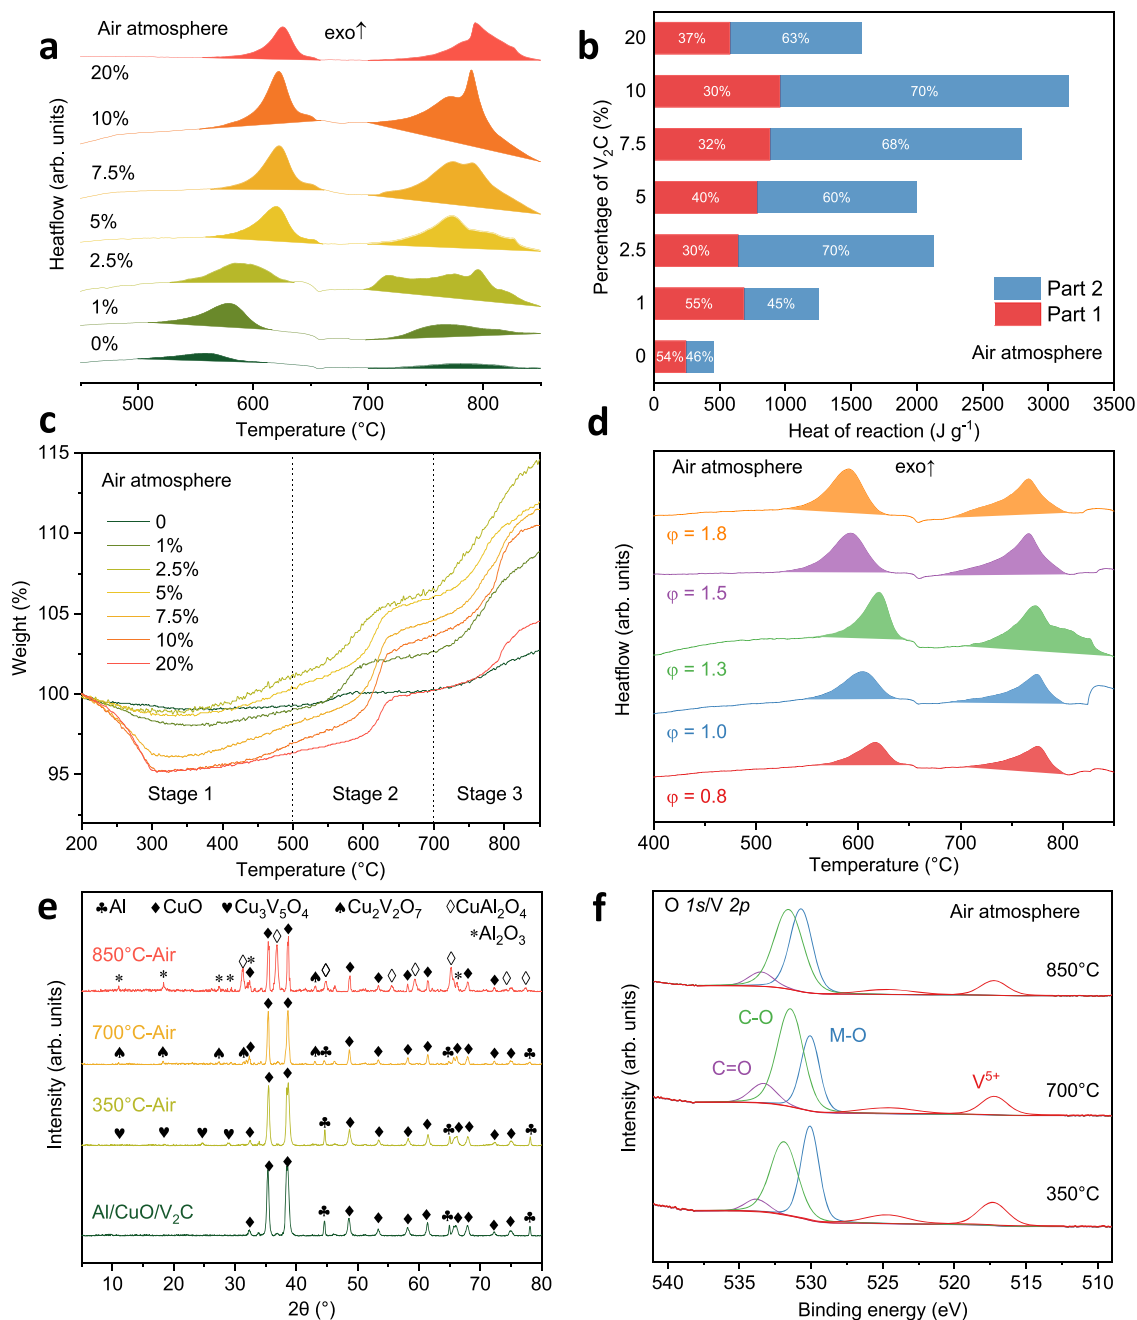 a
Air atmosphere
exo↑
20%
10%
7.5%
5%
2.5%
1%
0%
Heatflow (arb. units)
500 600 700 800
Temperature (°C)
b
20
10
7.5
5
2.5
1
0
Percentage of V₂C (%)
37% 63%
30% 70%
32% 68%
40% 60%
30% 70%
55% 45%
54% 46%
Part 2
Part 1
Air atmosphere
0 500 1000 1500 2000 2500 3000 3500
Heat of reaction (J g⁻¹)
c
115
110
105
100
95
Weight (%)
Air atmosphere
0
1%
2.5%
5%
7.5%
10%
20%
Stage 1 Stage 2 Stage 3
200 300 400 500 600 700 800
Temperature (°C)
d
Air atmosphere
exo↑
φ = 1.8
φ = 1.5
φ = 1.3
φ = 1.0
φ = 0.8
Heatflow (arb. units)
400 500 600 700 800
Temperature (°C)
e
♣Al ♦CuO ♥Cu₃V₅O₄ ♠Cu₂V₂O₇ ◊CuAl₂O₄
*Al₂O₃
850°C-Air
700°C-Air
350°C-Air
Al/CuO/V₂C
Intensity (arb. units)
10 20 30 40 50 60 70 80
2θ (°)
f
O 1s/V 2p
Air atmosphere
850°C
C-O
M-O
C=O
V⁵⁺
700°C
350°C
Intensity (arb. units)
540 535 530 525 520 515 510
Binding energy (eV)